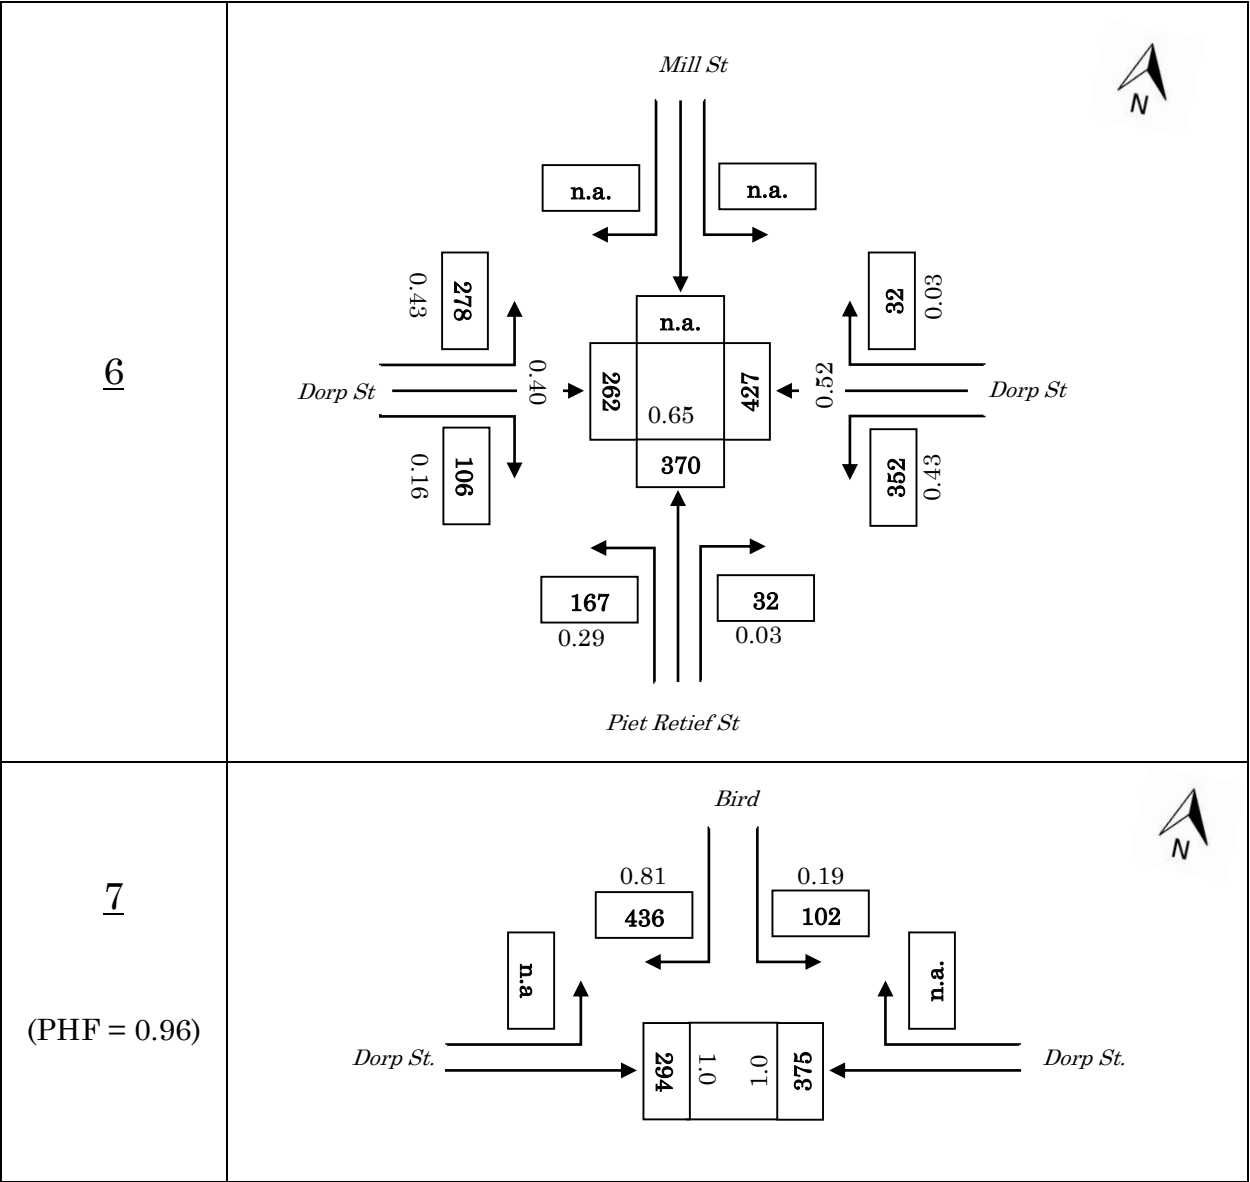 6
Mill St
N
n.a.
n.a.
0.43
278
32
0.03
n.a.
Dorp St
0.40
262
0.65
427
0.52
Dorp St
370
0.16
106
352
0.43
167
0.29
32
0.03
Piet Retief St
7
(PHF = 0.96)
Bird
N
0.81
436
0.19
102
n.a
n.a.
Dorp St.
294
1.0
1.0
375
Dorp St.